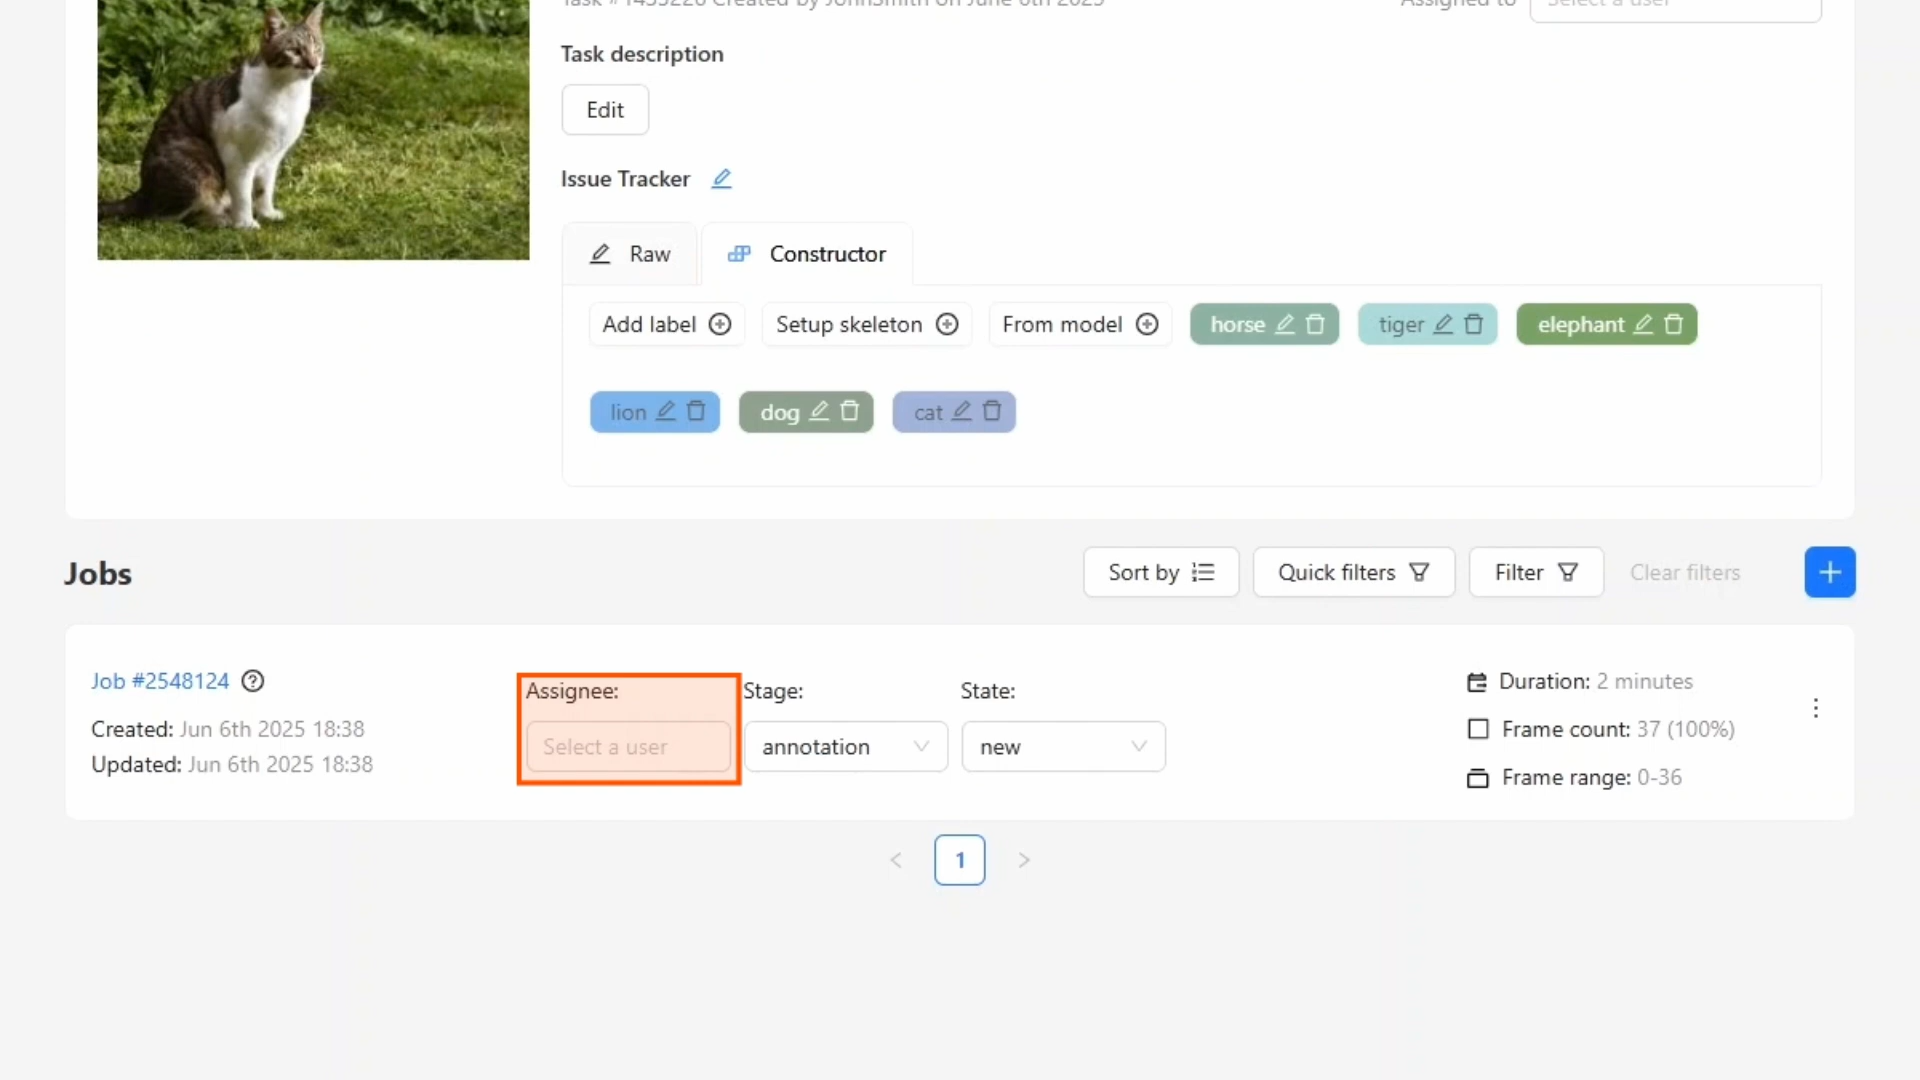 Task description
Edit
Issue Tracker
Raw Constructor
Add label Setup skeleton From model horse tiger elephant
lion dog cat
Jobs Sort by Quick filters Filter Clear filters
Job #2548124 Assignee: Stage: State: Duration: 2 minutes
Created: Jun 6th 2025 18:38 Select a user annotation new Frame count: 37 (100%)
Updated: Jun 6th 2025 18:38 Frame range: 0-36
1